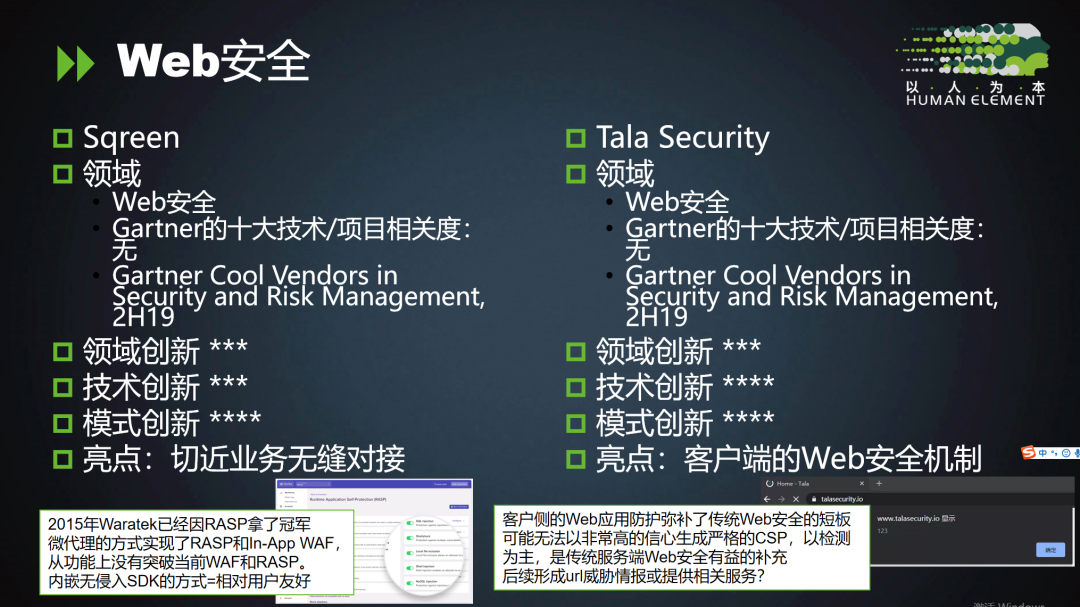 Web安全
以·人·为·本
HUMAN ELEMENT
Sqreen
领域
Web安全
Gartner的十大技术/项目相关度：
无
Gartner Cool Vendors in
Security and Risk Management,
2H19
领域创新 ***
技术创新 ***
模式创新 ****
亮点：切近业务无缝对接
Runtime Application Self-Protection (RASP)
2015年Waratek已经因RASP拿了冠军
微代理的方式实现了RASP和In-App WAF，
从功能上没有突破当前WAF和RASP。
内嵌无侵入SDK的方式=相对用户友好
Tala Security
领域
Web安全
Gartner的十大技术/项目相关度：
无
Gartner Cool Vendors in
Security and Risk Management,
2H19
领域创新 ***
技术创新 ****
模式创新 ****
亮点：客户端的Web安全机制
中
Home - Tala
talasecurity.io
www.talasecurity.io 显示
123
确定
客户侧的Web应用防护弥补了传统Web安全的短板
可能无法以非常高的信心生成严格的CSP，以检测
为主，是传统服务端Web安全有益的补充
后续形成url威胁情报或提供相关服务？
激活 Windows